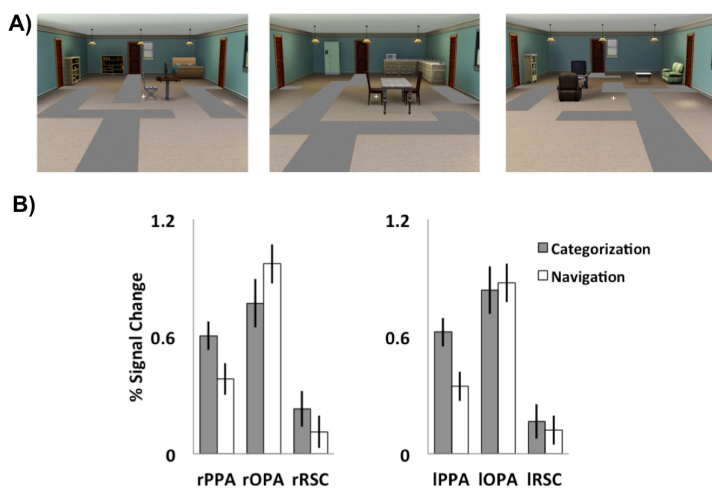 A)
B)
1.2
0.6
0
% Signal Change
rPPA rOPA rRSC
1.2
0.6
0
lPPA lOPA lRSC
Categorization
Navigation